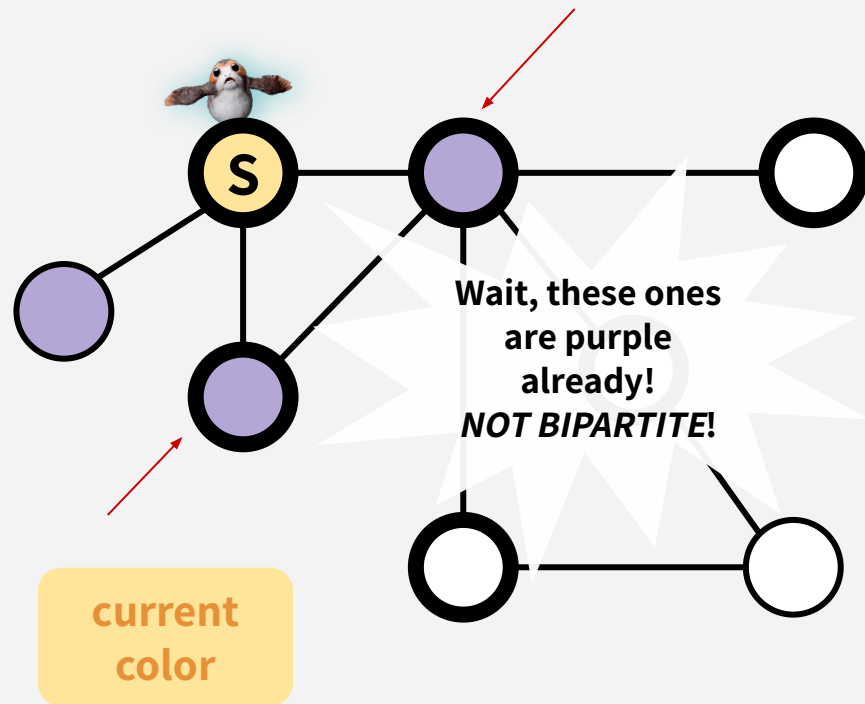 S
Wait, these ones
are purple
already!
NOT BIPARTITE!
current
color